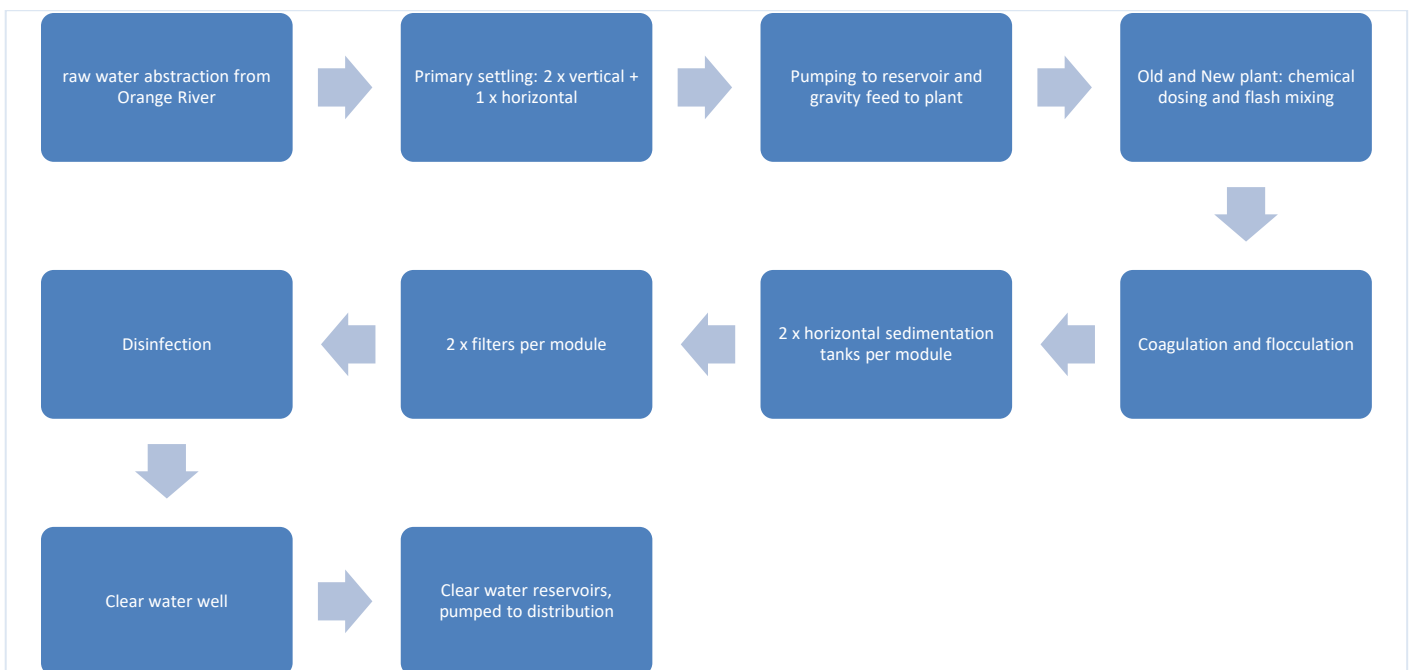 raw water abstraction from
Orange River
Primary settling: 2 x vertical +
1 x horizontal
Pumping to reservoir and
gravity feed to plant
Old and New plant: chemical
dosing and flash mixing
Coagulation and flocculation
2 x horizontal sedimentation
tanks per module
2 x filters per module
Disinfection
Clear water well
Clear water reservoirs,
pumped to distribution